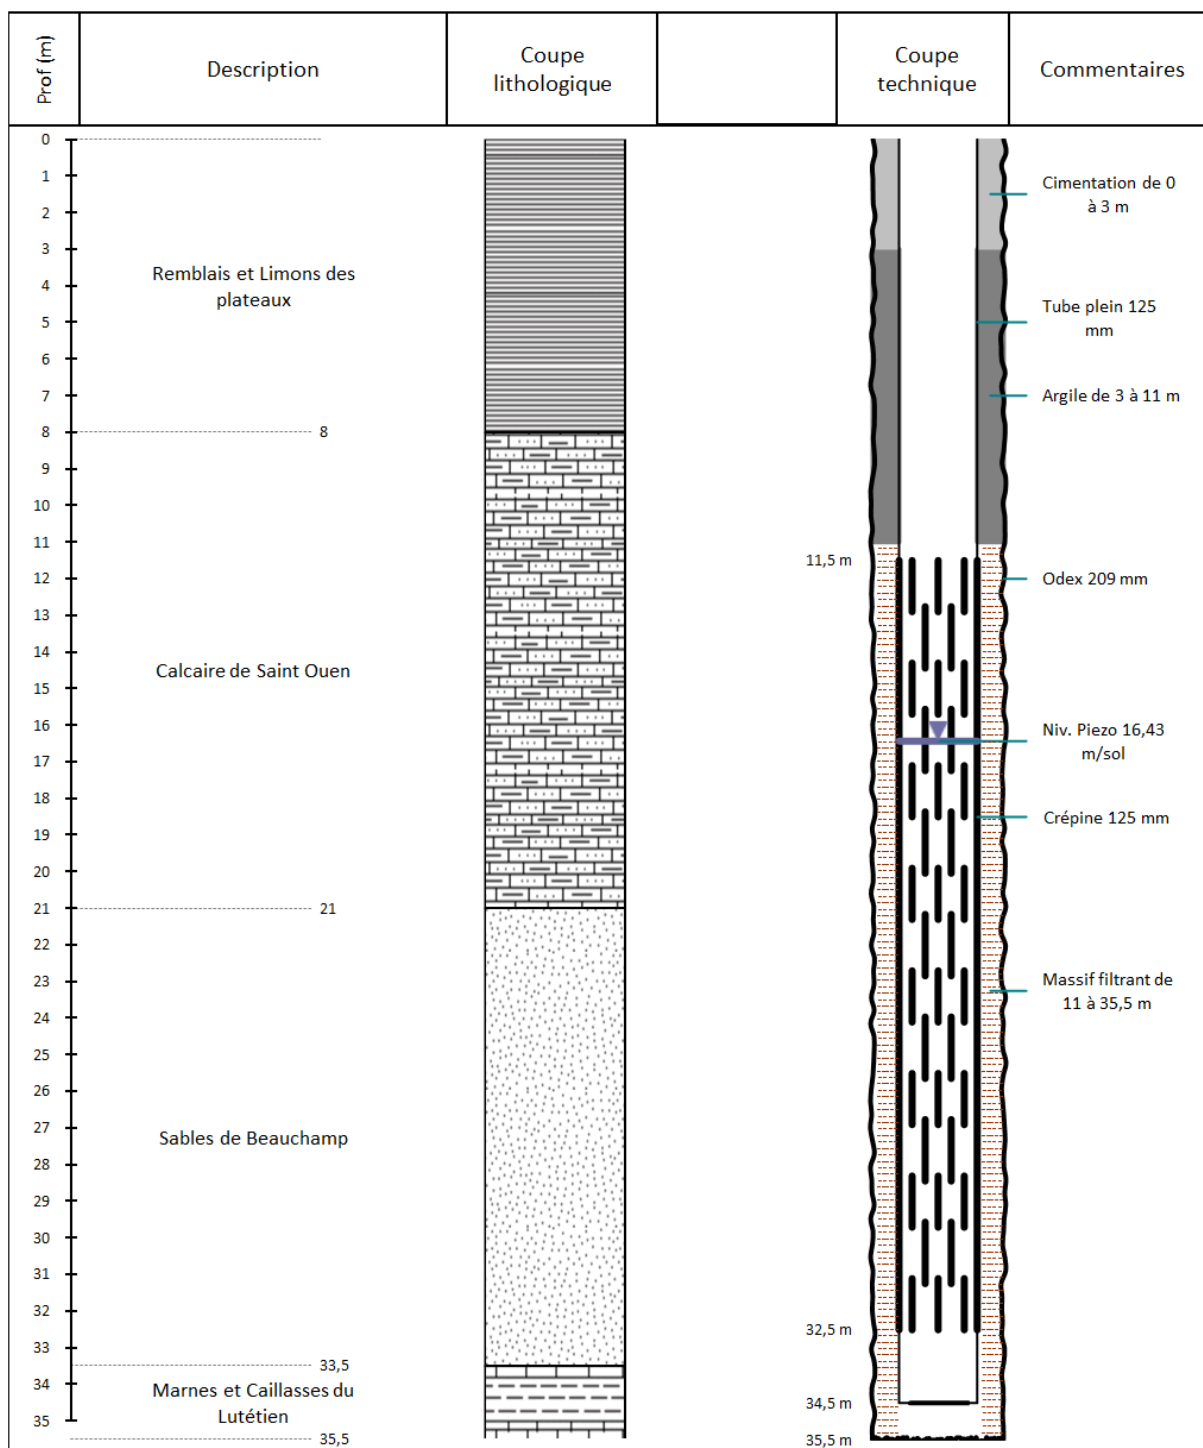 Prof (m)
Description
Coupe
lithologique
Coupe
technique
Commentaires
0
1
2
3
4
5
6
7
8
9
10
11
12
13
14
15
16
17
18
19
20
21
22
23
24
25
26
27
28
29
30
31
32
33
34
35
Remblais et Limons des
plateaux
8
Calcaire de Saint Ouen
21
Sables de Beauchamp
33,5
Marnes et Caillasses du
Lutétien
35,5
11,5 m
32,5 m
34,5 m
35,5 m
Cimentation de 0
à 3 m
Tube plein 125
mm
Argile de 3 à 11 m
Odex 209 mm
Niv. Piezo 16,43
m/sol
Crépine 125 mm
Massif filtrant de
11 à 35,5 m